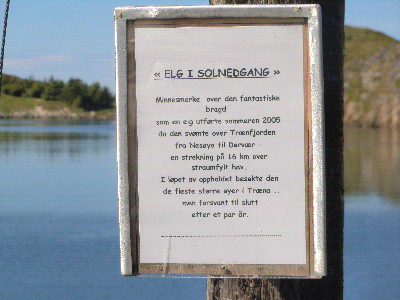 « ELG I SOLNEDGANG »
Minnesmerke over den fantastiske
bragd
som en elg utførte sommeren 2005
da den svømte over Trænfjorden
fra Nesøya til Dørvær -
en strekning på 16 km over
straumfylt hav.
I løpet av oppholdet besøkte den
de fleste større øyer i Træna ..
men forsvant til slutt
etter et par år.